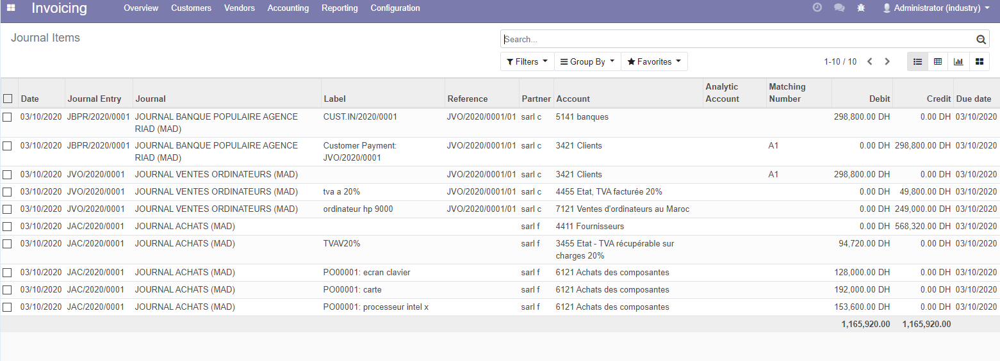 Invoicing Overview Customers Vendors Accounting Reporting Configuration Administrator (industry)
Journal Items
Search...
Filters Group By Favorites 1-10 / 10
Date Journal Entry Journal Label Reference Partner Account Analytic Account Matching Number Debit Credit Due date
03/10/2020 JBPR/2020/0001 JOURNAL BANQUE POPULAIRE AGENCE CUST.IN/2020/0001 JVO/2020/0001/01 sarl c 5141 banques 298,800.00 DH 0.00 DH 03/10/2020
RIAD (MAD)
03/10/2020 JBPR/2020/0001 JOURNAL BANQUE POPULAIRE AGENCE Customer Payment: JVO/2020/0001/01 sarl c 3421 Clients A1 0.00 DH 298,800.00 DH 03/10/2020
RIAD (MAD) JVO/2020/0001
03/10/2020 JVO/2020/0001 JOURNAL VENTES ORDINATEURS (MAD) JVO/2020/0001/01 sarl c 3421 Clients A1 298,800.00 DH 0.00 DH 03/10/2020
03/10/2020 JVO/2020/0001 JOURNAL VENTES ORDINATEURS (MAD) tva a 20% JVO/2020/0001/01 sarl c 4455 Etat, TVA facturée 20% 0.00 DH 49,800.00 DH 03/10/2020
03/10/2020 JVO/2020/0001 JOURNAL VENTES ORDINATEURS (MAD) ordinateur hp 9000 JVO/2020/0001/01 sarl c 7121 Ventes d'ordinateurs au Maroc 0.00 DH 249,000.00 DH 03/10/2020
03/10/2020 JAC/2020/0001 JOURNAL ACHATS (MAD) sarl f 4411 Fournisseurs 0.00 DH 568,320.00 DH 03/10/2020
03/10/2020 JAC/2020/0001 JOURNAL ACHATS (MAD) TVAV20% sarl f 3455 Etat - TVA récupérable sur 94,720.00 DH 0.00 DH 03/10/2020
charges 20%
03/10/2020 JAC/2020/0001 JOURNAL ACHATS (MAD) PO00001: ecran clavier sarl f 6121 Achats des composantes 128,000.00 DH 0.00 DH 03/10/2020
03/10/2020 JAC/2020/0001 JOURNAL ACHATS (MAD) PO00001: carte sarl f 6121 Achats des composantes 192,000.00 DH 0.00 DH 03/10/2020
03/10/2020 JAC/2020/0001 JOURNAL ACHATS (MAD) PO00001: processeur intel x sarl f 6121 Achats des composantes 153,600.00 DH 0.00 DH 03/10/2020
1,165,920.00 1,165,920.00